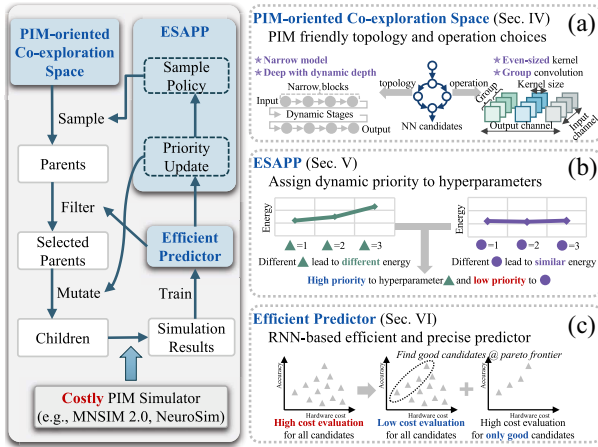 PIM-oriented
Co-exploration
Space
ESAPP
Sample
Policy
Sample
Priority
Update
Parents
Filter
Selected
Parents
Efficient
Predictor
Mutate
Train
Children
Simulation
Results
Costly PIM Simulator
(e.g., MNSIM 2.0, NeuroSim)
PIM-oriented Co-exploration Space (Sec. IV)
(a)
PIM friendly topology and operation choices
★Narrow model
★Deep with dynamic depth
★Even-sized kernel
★Group convolution
Narrow blocks
Input
Dynamic Stages
Output
topology
operation
NN candidates
Group
Kernel size
Output channel
Input channel
ESAPP (Sec. V)
(b)
Assign dynamic priority to hyperparameters
Energy
▲=1 ▲=2 ▲=3
Different ▲ lead to different energy
Energy
●=1 ●=2 ●=3
Different ● lead to similar energy
High priority to hyperparameter ▲ and low priority to ●
Efficient Predictor (Sec. VI)
(c)
RNN-based efficient and precise predictor
Find good candidates @ pareto frontier
Accuracy
Hardware cost
High cost evaluation
for all candidates
Accuracy
Hardware cost
Low cost evaluation
for all candidates
Accuracy
Hardware cost
High cost evaluation
for only good candidates